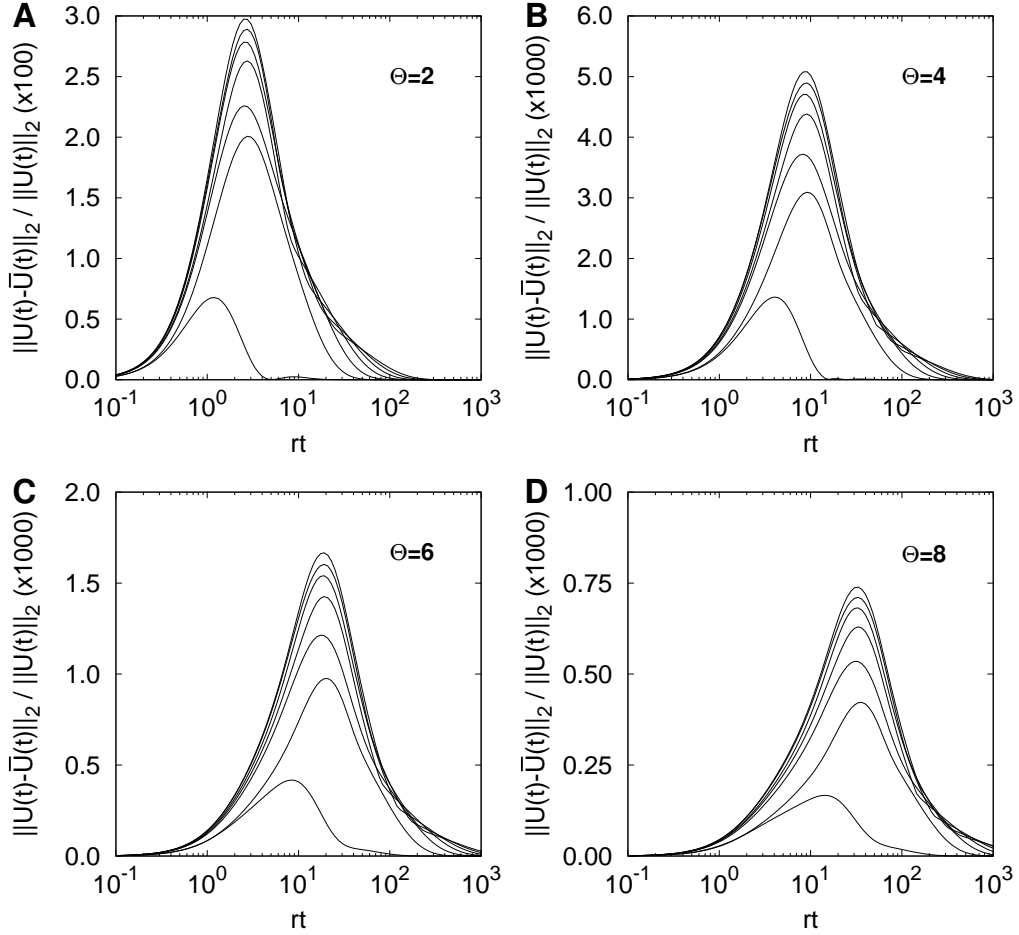 A
B
||U(t)-U̅(t)||₂ / ||U(t)||₂ (x100)
3.0
2.5
2.0
1.5
1.0
0.5
0.0
Θ=2
10⁻¹ 10⁰ 10¹ 10² 10³
rt
||U(t)-U̅(t)||₂ / ||U(t)||₂ (x1000)
6.0
5.0
4.0
3.0
2.0
1.0
0.0
Θ=4
10⁻¹ 10⁰ 10¹ 10² 10³
rt
C
D
||U(t)-U̅(t)||₂ / ||U(t)||₂ (x1000)
2.0
1.5
1.0
0.5
0.0
Θ=6
10⁻¹ 10⁰ 10¹ 10² 10³
rt
||U(t)-U̅(t)||₂ / ||U(t)||₂ (x1000)
1.00
0.75
0.50
0.25
0.00
Θ=8
10⁻¹ 10⁰ 10¹ 10² 10³
rt